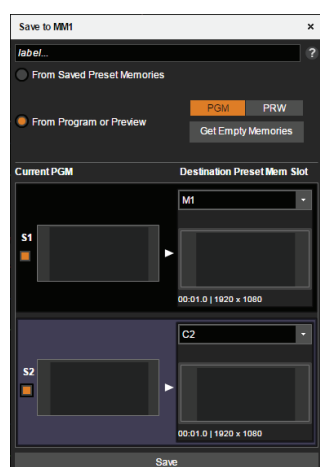 Save to MM1 ×
label... ?
From Saved Preset Memories
PGM PRW
From Program or Preview
Get Empty Memories
Current PGM Destination Preset Mem Slot
M1
S1
00:01.0 | 1920 x 1080
C2
S2
00:01.0 | 1920 x 1080
Save